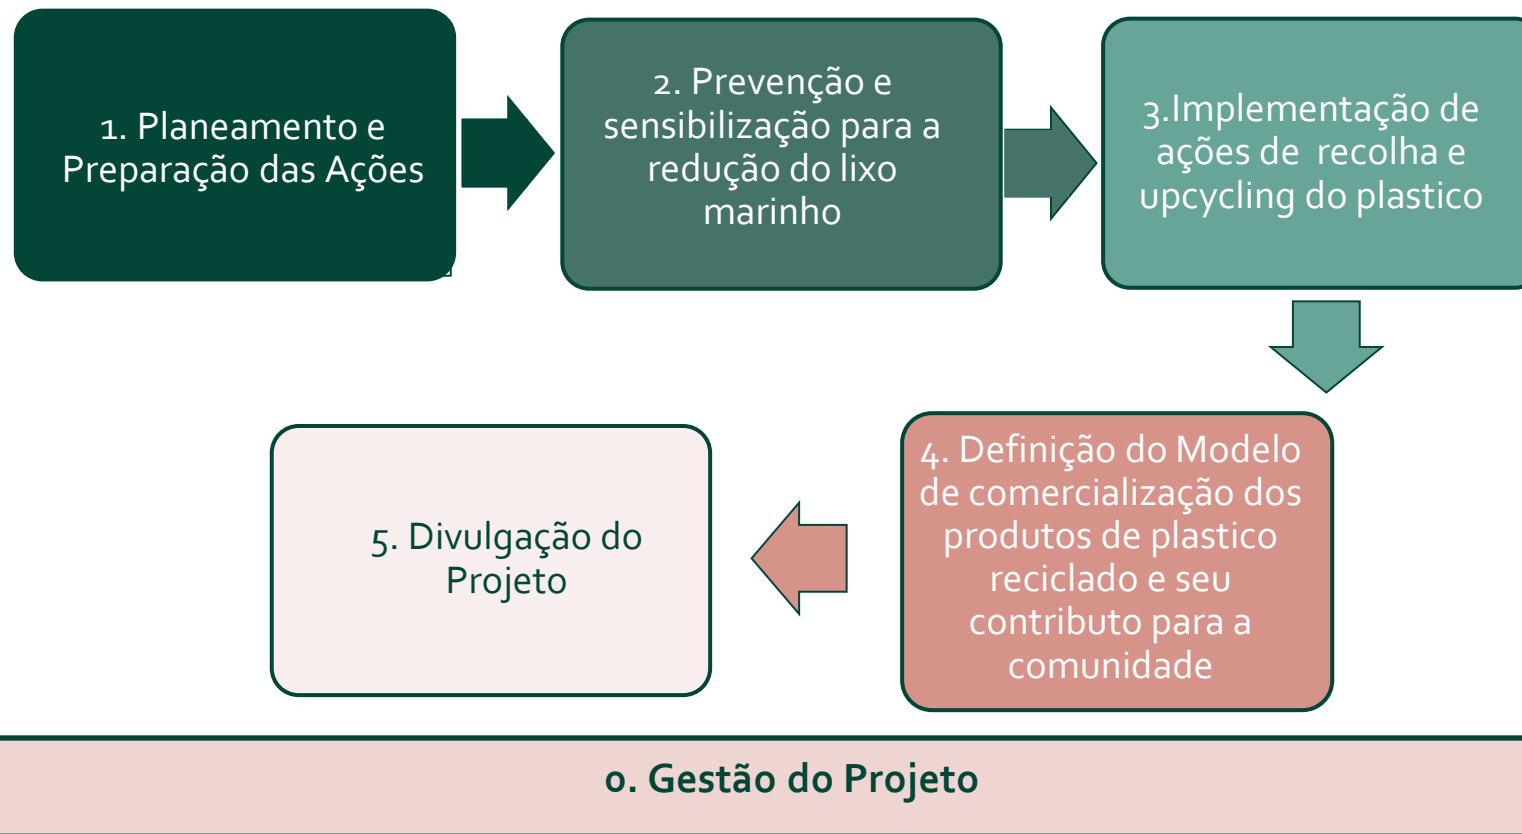 1. Planeamento e
Preparação das Ações
2. Prevenção e
sensibilização para a
redução do lixo
marinho
3.Implementação de
ações de recolha e
upcycling do plastico
4. Definição do Modelo
de comercialização dos
produtos de plastico
reciclado e seu
contributo para a
comunidade
5. Divulgação do
Projeto
0. Gestão do Projeto